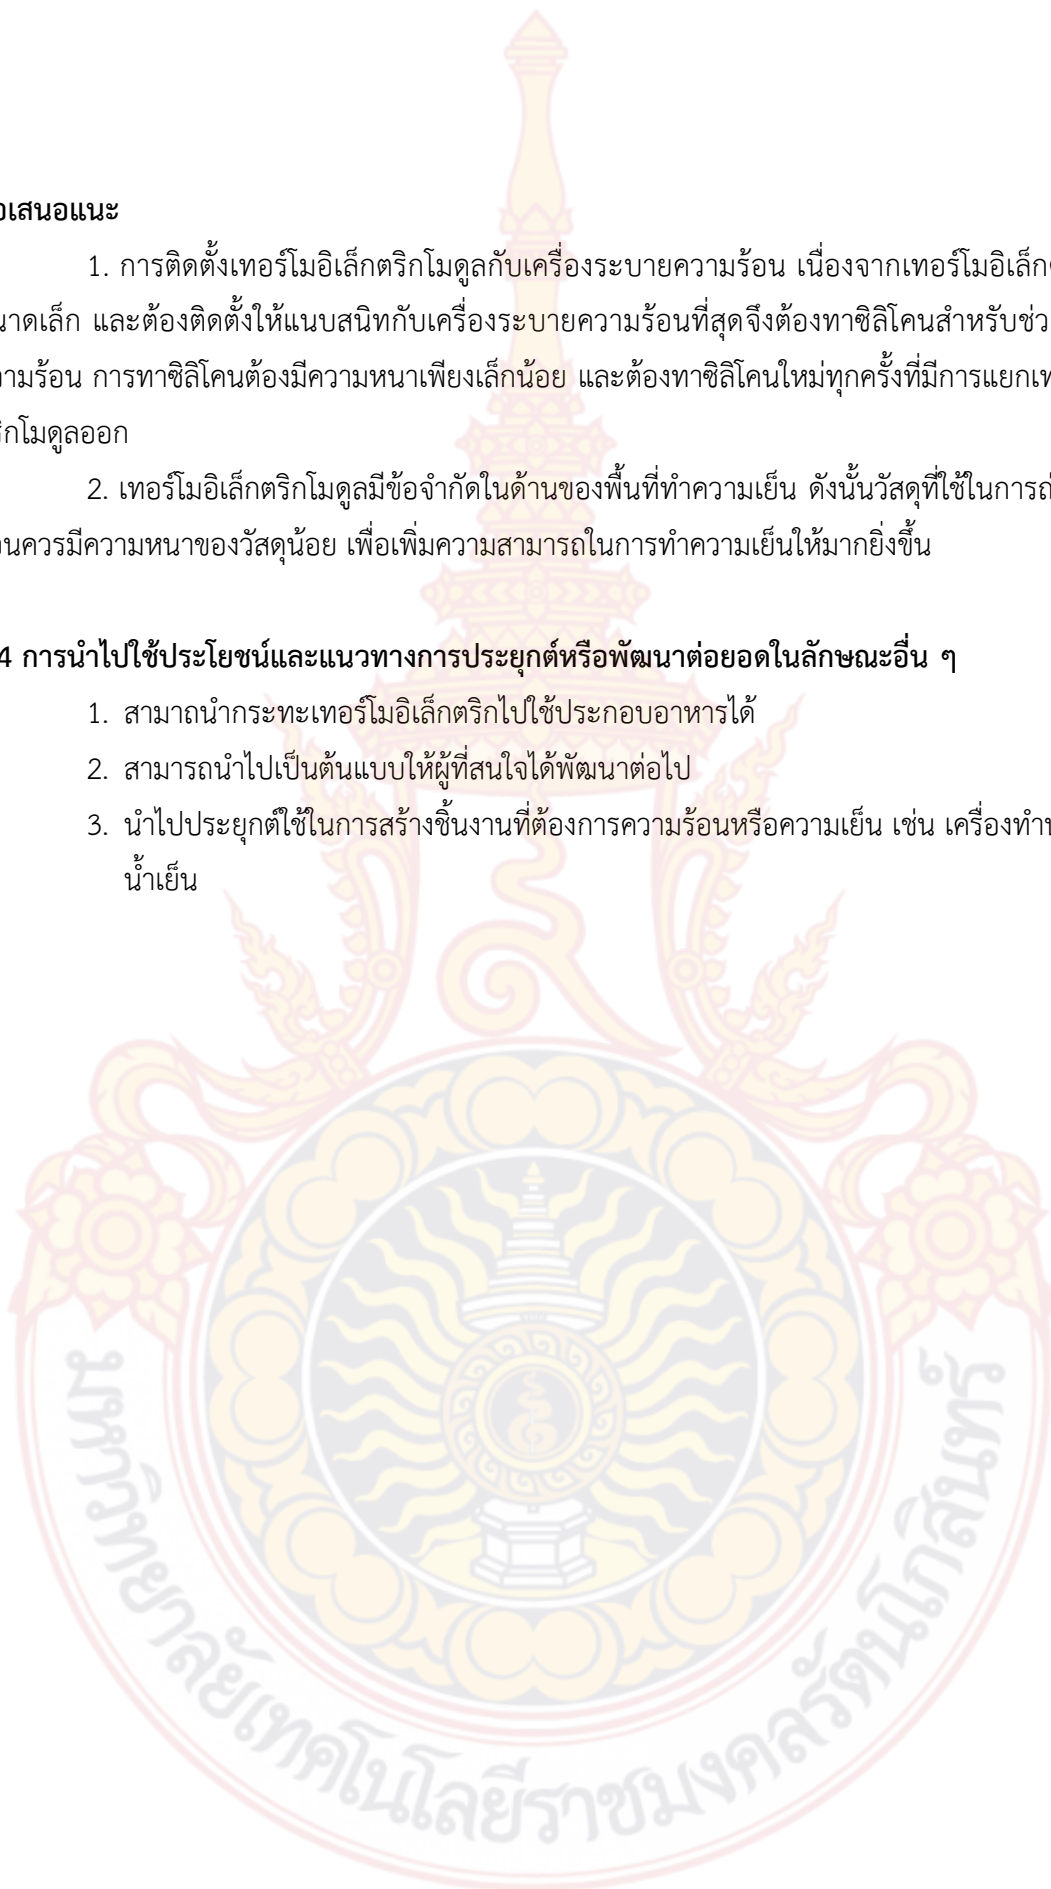 อเสนอแนะ
1. การติดตั้งเทอร์โมอิเล็กตริกโมดูลกับเครื่องระบายความร้อน เนื่องจากเทอร์โมอิเล็ก
นาดเล็ก และต้องติดตั้งให้แนบสนิทกับเครื่องระบายความร้อนที่สุดจึงต้องทาซิลิโคนสำหรับช่ว
วามร้อน การทาซิลิโคนต้องมีความหนาเพียงเล็กน้อย และต้องทาซิลิโคนใหม่ทุกครั้งที่มีการแยกเท
ริกโมดูลออก
2. เทอร์โมอิเล็กตริกโมดูลมีข้อจำกัดในด้านของพื้นที่ทำความเย็น ดังนั้นวัสดุที่ใช้ในการถ่
อนควรมีความหนาของวัสดุน้อย เพื่อเพิ่มความสามารถในการทำความเย็นให้มากยิ่งขึ้น
4 การนำไปใช้ประโยชน์และแนวทางการประยุกต์หรือพัฒนาต่อยอดในลักษณะอื่น ๆ
1. สามาถนำกระทะเทอร์โมอิเล็กตริกไปใช้ประกอบอาหารได้
2. สามารถนำไปเป็นต้นแบบให้ผู้ที่สนใจได้พัฒนาต่อไป
3. นำไปประยุกต์ใช้ในการสร้างชิ้นงานที่ต้องการความร้อนหรือความเย็น เช่น เครื่องทำน
น้ำเย็น
มหาวิทยาลัยเทคโนโลยีราชมงคลรัตนโกสินทร์